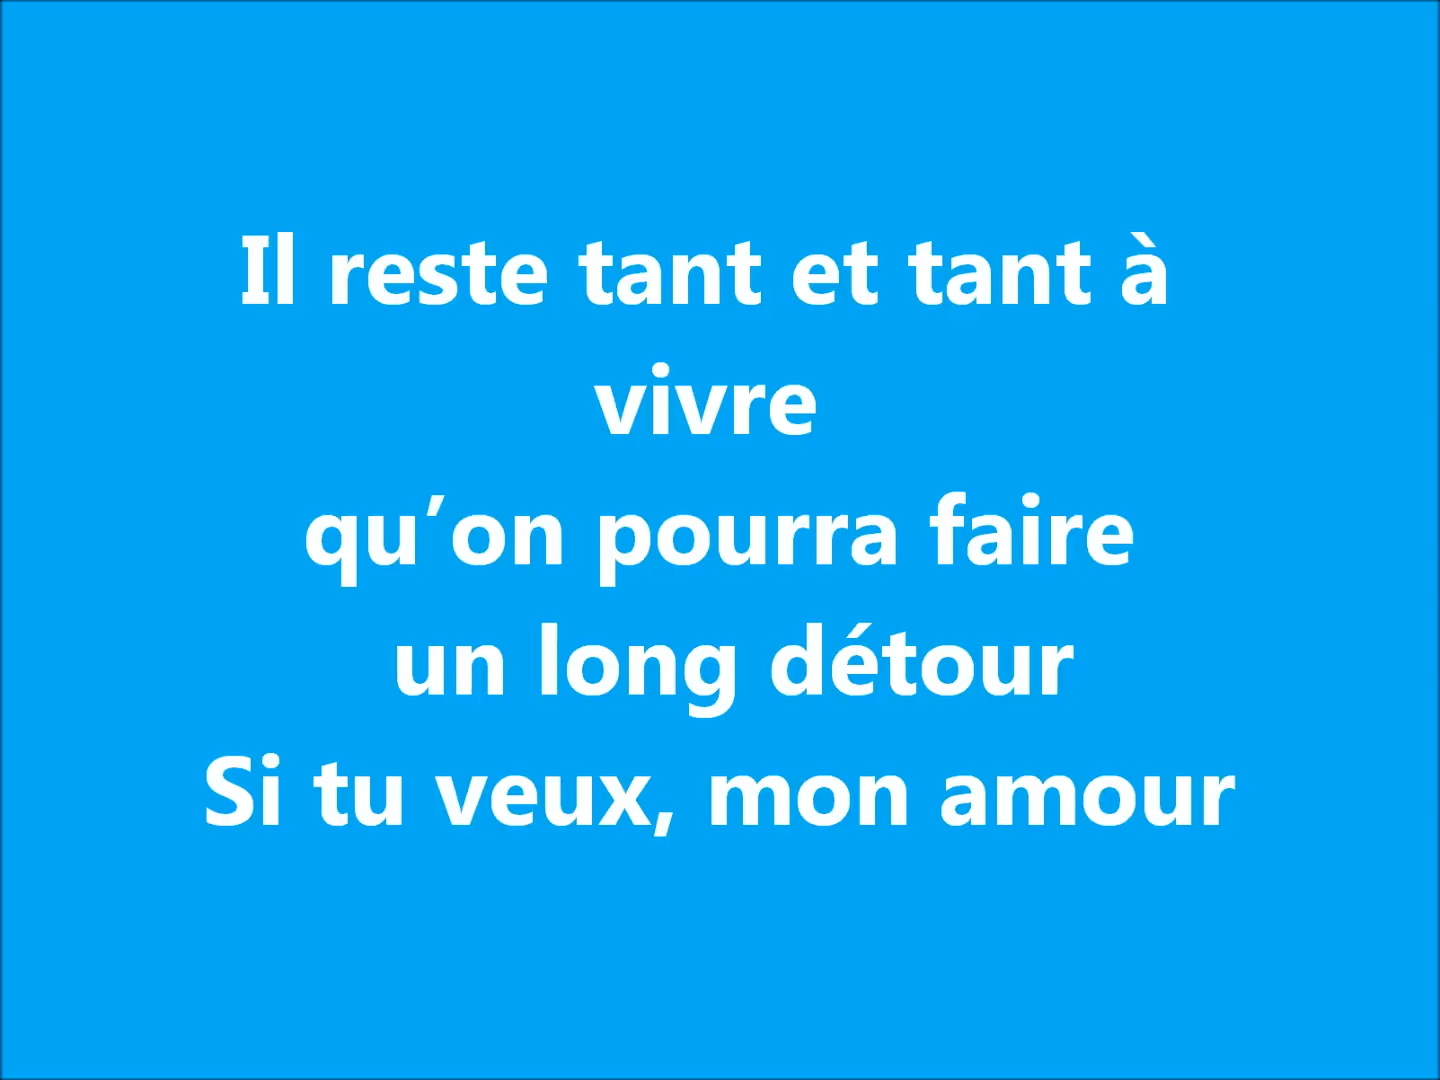 Il reste tant et tant à
vivre
qu’on pourra faire
un long détour
Si tu veux, mon amour